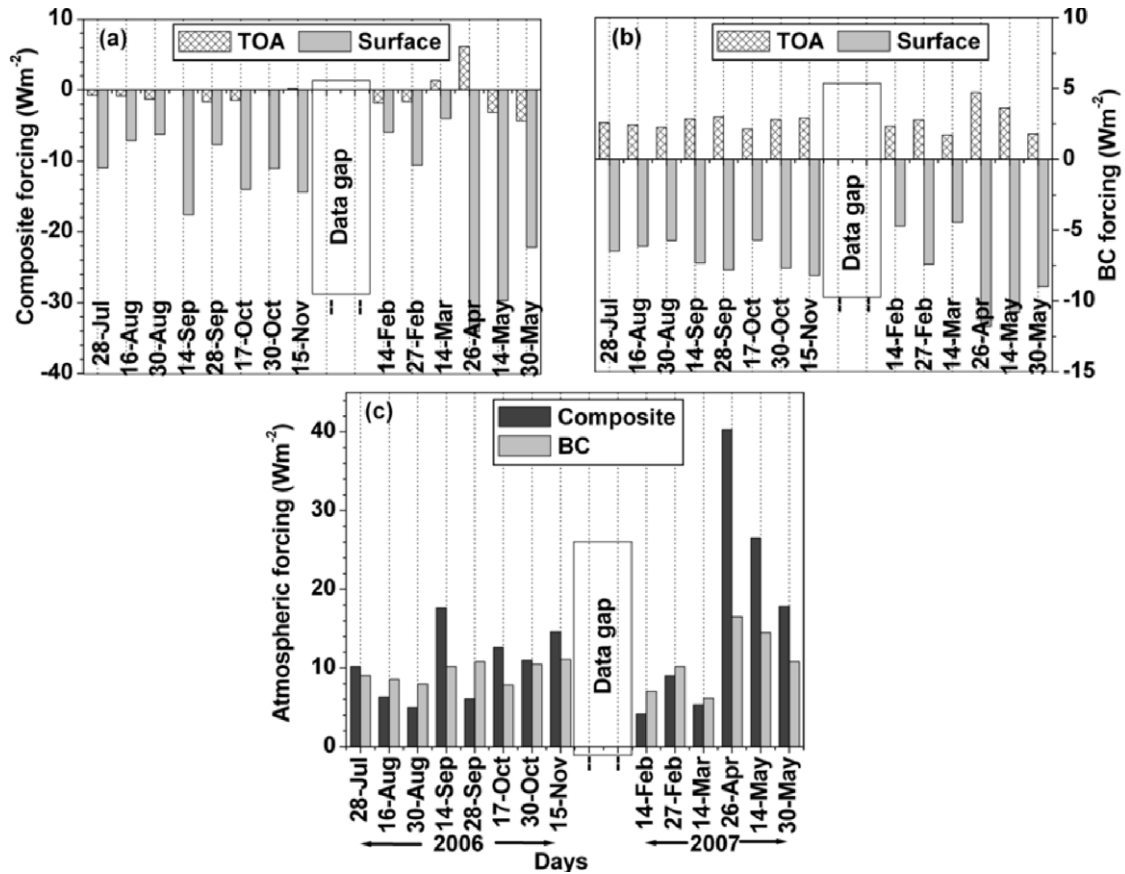 (a) TOA Surface
Composite forcing (Wm⁻²)
10
0
-10
-20
-30
-40
Data gap
28-Jul
16-Aug
30-Aug
14-Sep
28-Sep
17-Oct
30-Oct
15-Nov
--
--
14-Feb
27-Feb
14-Mar
26-Apr
14-May
30-May
(b) TOA Surface
BC forcing (Wm⁻²)
10
5
0
-5
-10
-15
Data gap
28-Jul
16-Aug
30-Aug
14-Sep
28-Sep
17-Oct
30-Oct
15-Nov
--
--
14-Feb
27-Feb
14-Mar
26-Apr
14-May
30-May
(c) Composite
BC
Atmospheric forcing (Wm⁻²)
40
30
20
10
0
Data gap
28-Jul
16-Aug
30-Aug
14-Sep
28-Sep
17-Oct
30-Oct
15-Nov
--
--
14-Feb
27-Feb
14-Mar
26-Apr
14-May
30-May
2006 2007
Days